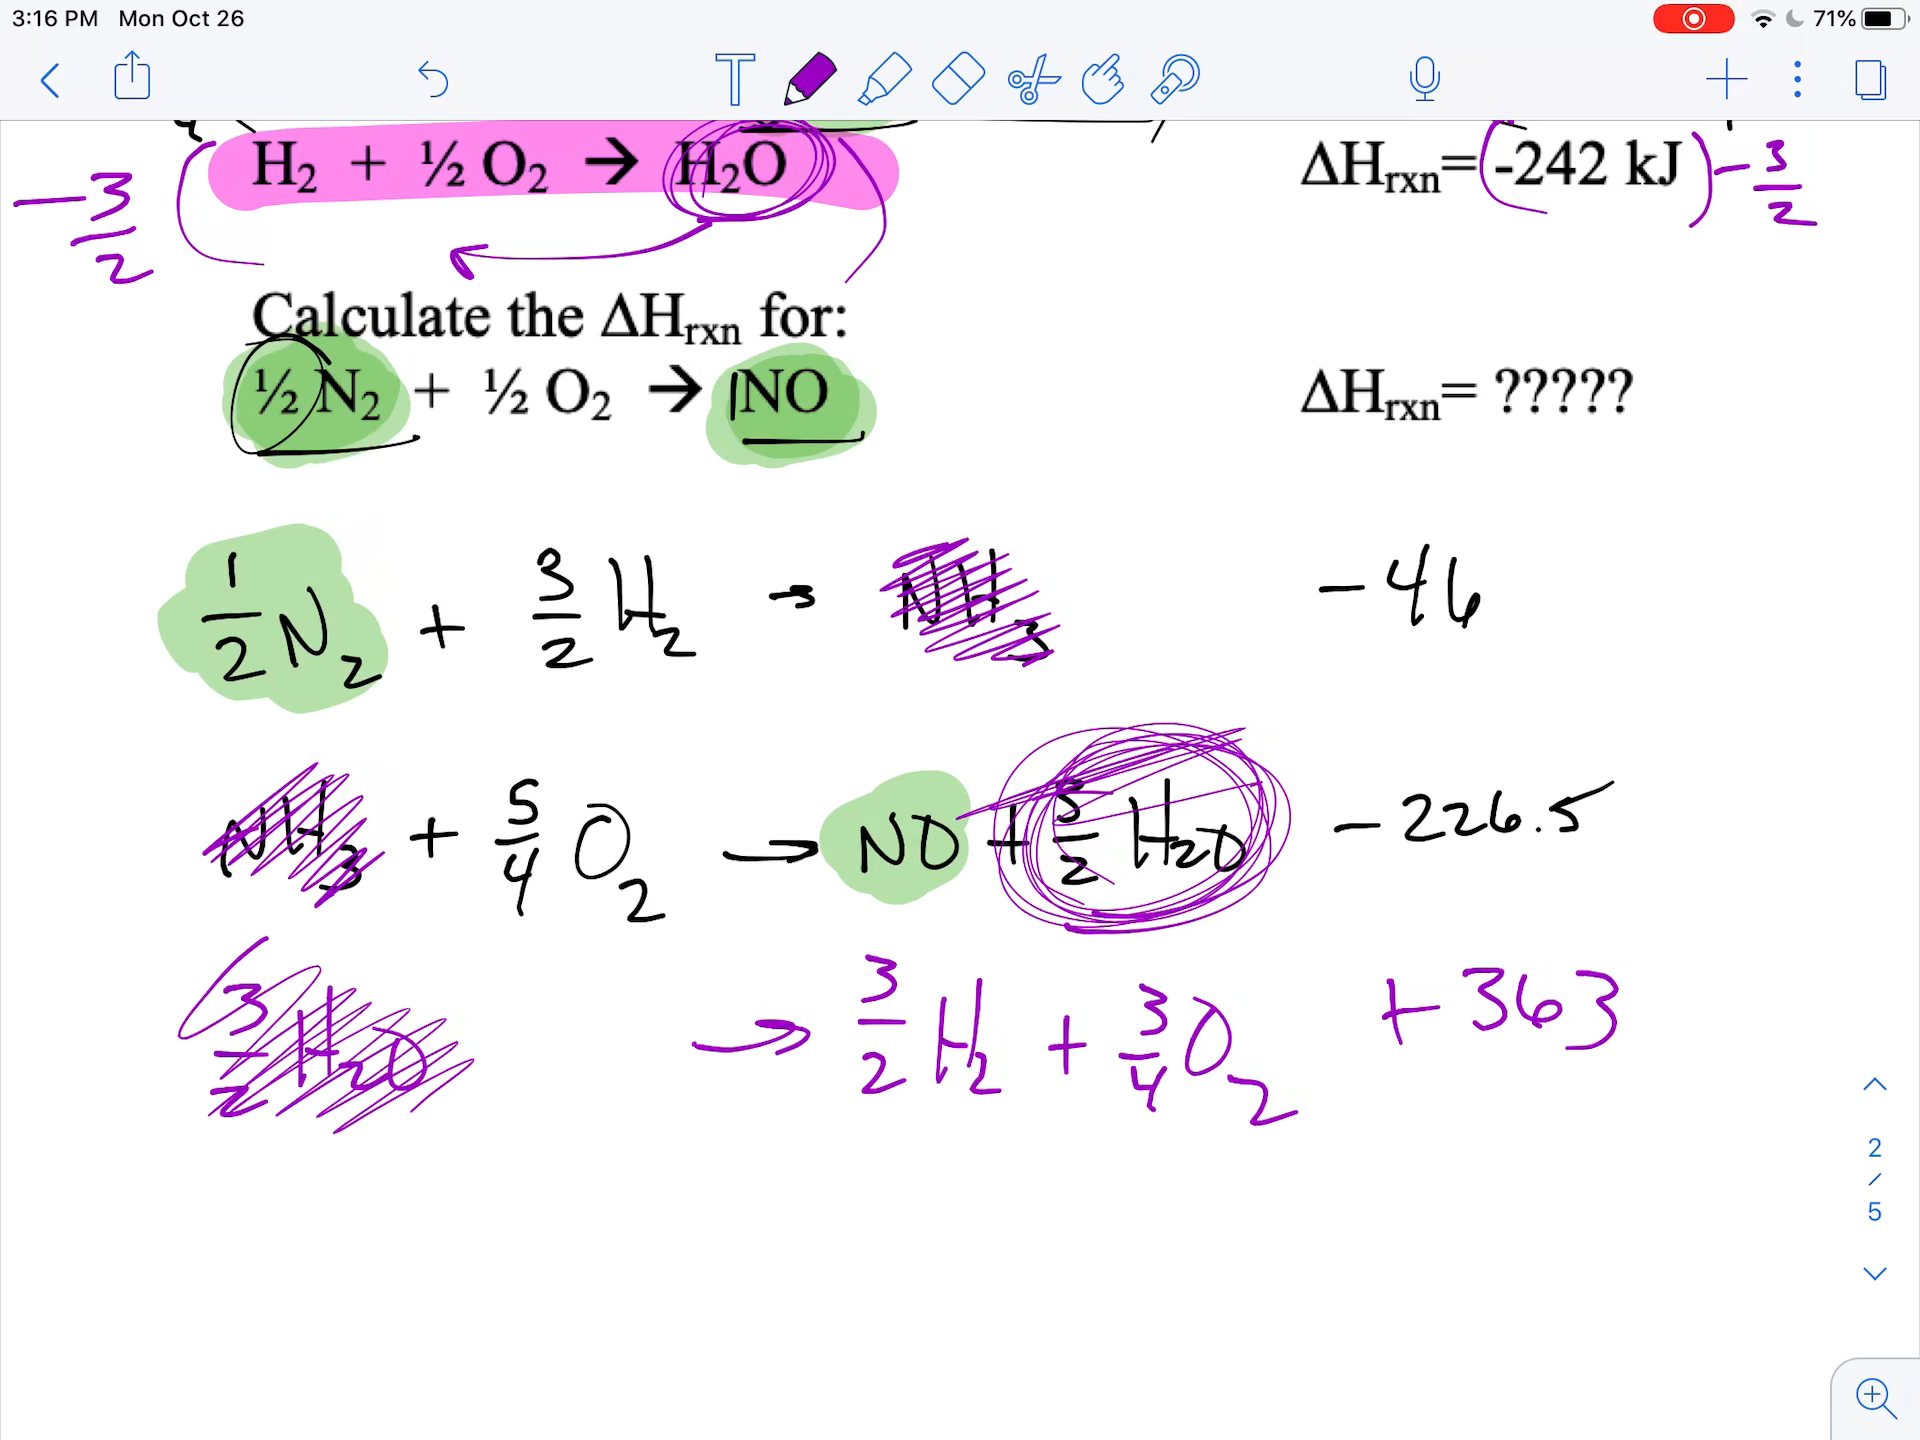 3:16 PM Mon Oct 26 71%
H₂ + ½ O₂ → H₂O ΔHrxn= (-242 kJ) - 3/2
- 3/2
Calculate the ΔHrxn for:
½ N₂ + ½ O₂ → 1NO ΔHrxn= ?????
1/2 N₂ + 3/2 H₂ → NH₃ -46
NH₃ + 5/4 O₂ → NO + 3/2 H₂O -226.5
3/2 H₂O → 3/2 H₂ + 3/4 O₂ +363
2
/
5